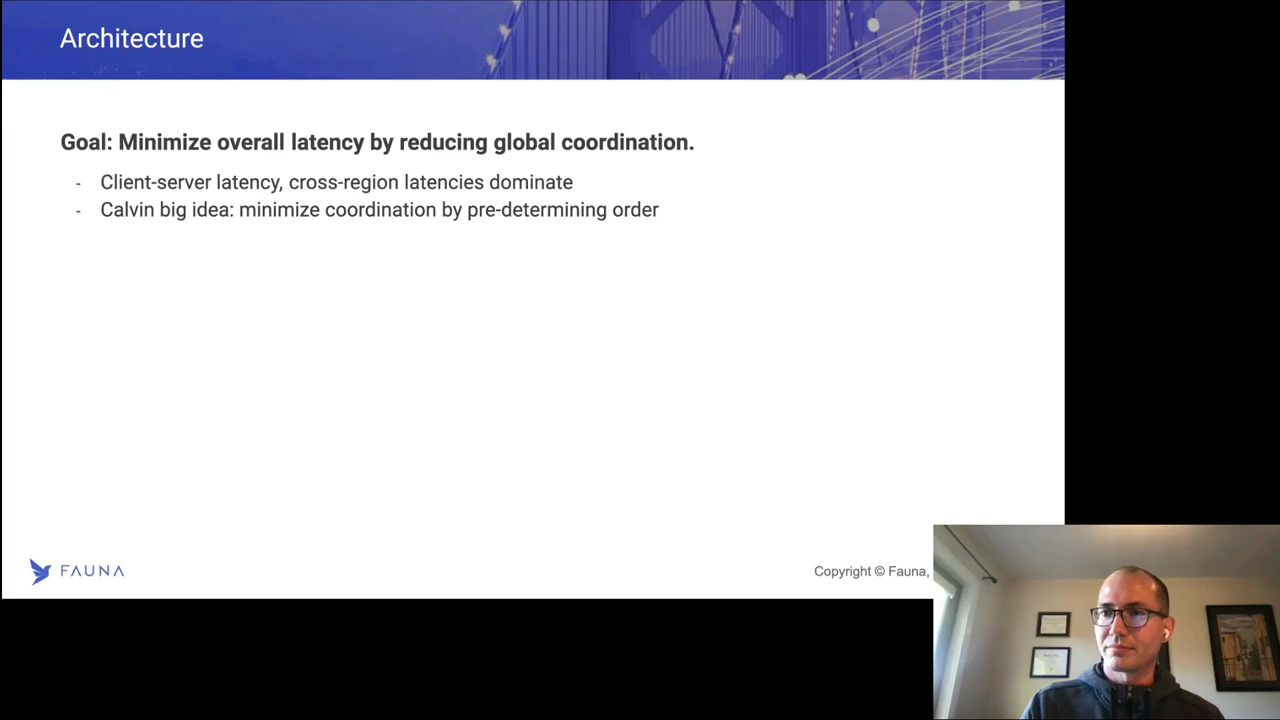 Architecture
Goal: Minimize overall latency by reducing global coordination.
- Client-server latency, cross-region latencies dominate
- Calvin big idea: minimize coordination by pre-determining order
FAUNA
Copyright © Fauna,